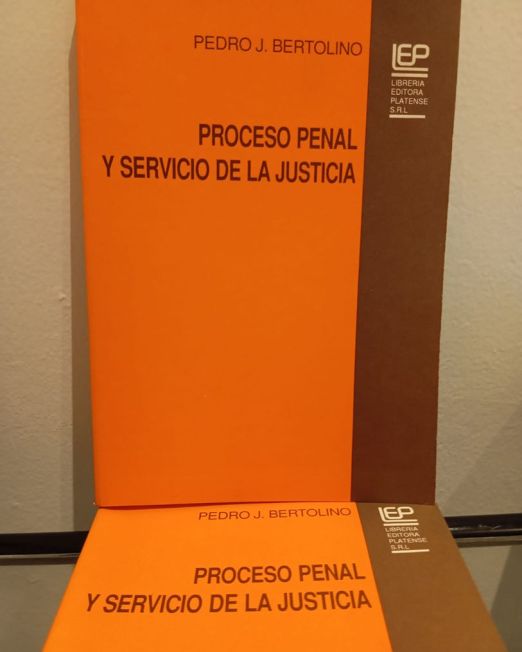 PEDRO J. BERTOLINO
LEP
LIBRERIA
EDITORA
PLATENSE
S.R.L
PROCESO PENAL
Y SERVICIO DE LA JUSTICIA
PEDRO J. BERTOLINO
LEP
LIBRERIA
EDITORA
PLATENSE
S.R.L
PROCESO PENAL
Y SERVICIO DE LA JUSTICIA